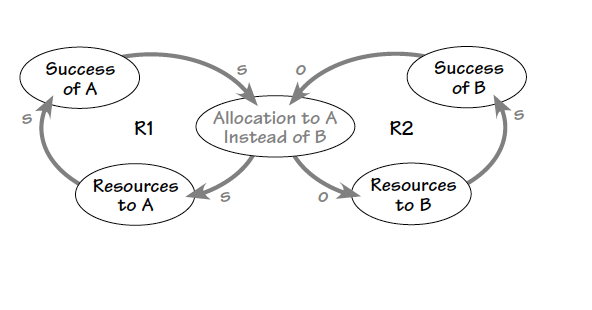 Success
of A
S
O
Success
of B
S
R1
Allocation to A
Instead of B
R2
S
Resources
to A
S
O
Resources
to B